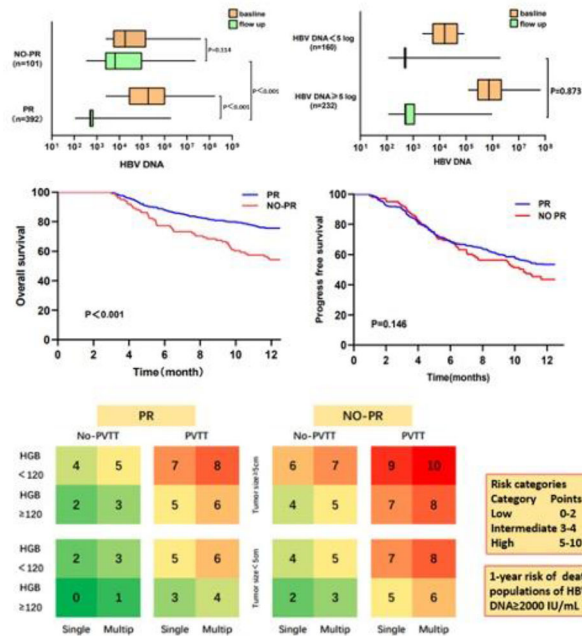 basline
flow up
NO-PR
(n=101)
P=0.314
P<0.001
PR
(n=392)
P<0.001
10¹ 10² 10³ 10⁴ 10⁵ 10⁶ 10⁷ 10⁸ 10⁹
HBV DNA
basline
flow up
HBV DNA<5 log
(n=160)
HBV DNA≥5 log
(n=232)
P=0.873
10¹ 10² 10³ 10⁴ 10⁵ 10⁶ 10⁷ 10⁸
HBV DNA
100
80
60
40
20
0
Overall survival
PR
NO-PR
P<0.001
0 2 4 6 8 10 12
Time(month)
100
80
60
40
20
0
Progress free survival
PR
NO PR
P=0.146
0 2 4 6 8 10 12
Time(months)
PR
NO-PR
No-PVTT PVTT No-PVTT PVTT
HGB
<120
4 5 7 8 6 7 9 10
HGB
≥120
2 3 5 6 4 5 7 8
Tumor size≥5cm
HGB
<120
2 3 5 6 4 5 7 8
HGB
≥120
0 1 3 4 2 3 5 6
Tumor size<5cm
Single Multip Single Multip Single Multip Single Multip
Risk categories
Category Points
Low 0-2
Intermediate 3-4
High 5-10
1-year risk of deat
populations of HBV
DNA≥2000 IU/mL